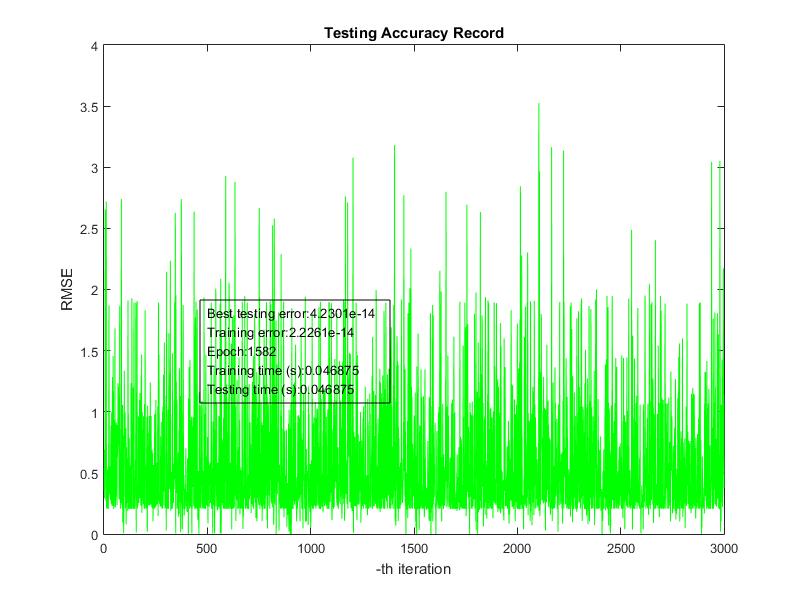 Testing Accuracy Record
4
3.5
3
2.5
2
1.5
1
0.5
0
RMSE
Best testing error:4.2301e-14
Training error:2.2261e-14
Epoch:1582
Training time (s):0.046875
Testing time (s):0.046875
0 500 1000 1500 2000 2500 3000
-th iteration